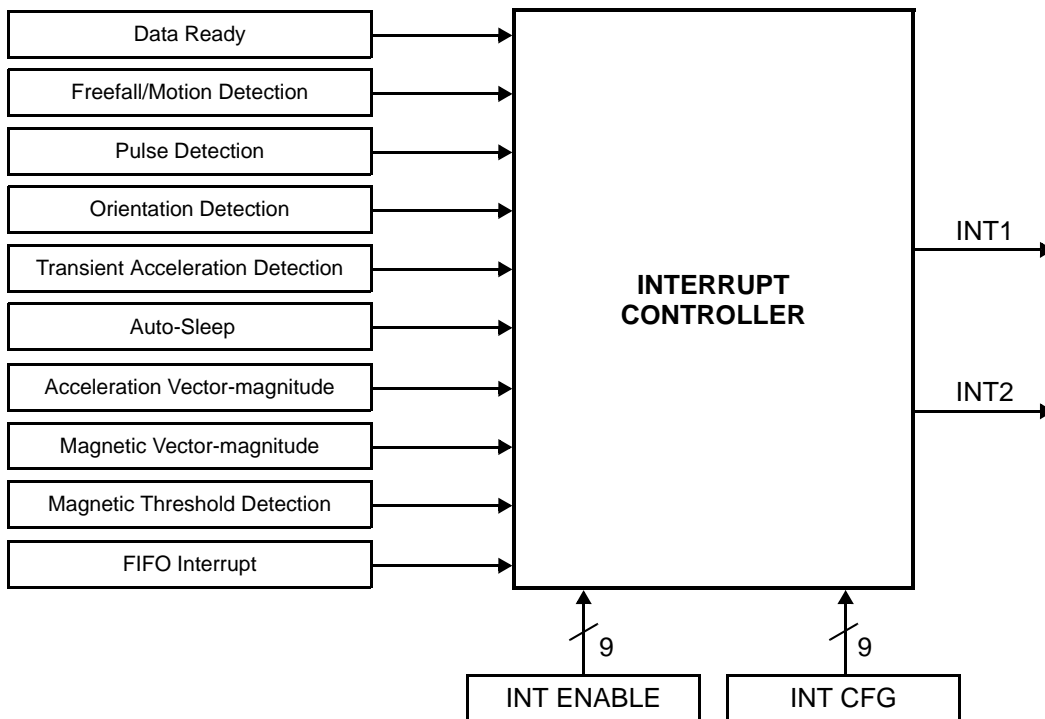 Data Ready
Freefall/Motion Detection
Pulse Detection
Orientation Detection
Transient Acceleration Detection
Auto-Sleep
Acceleration Vector-magnitude
Magnetic Vector-magnitude
Magnetic Threshold Detection
FIFO Interrupt
INTERRUPT
CONTROLLER
INT1
INT2
9
9
INT ENABLE
INT CFG